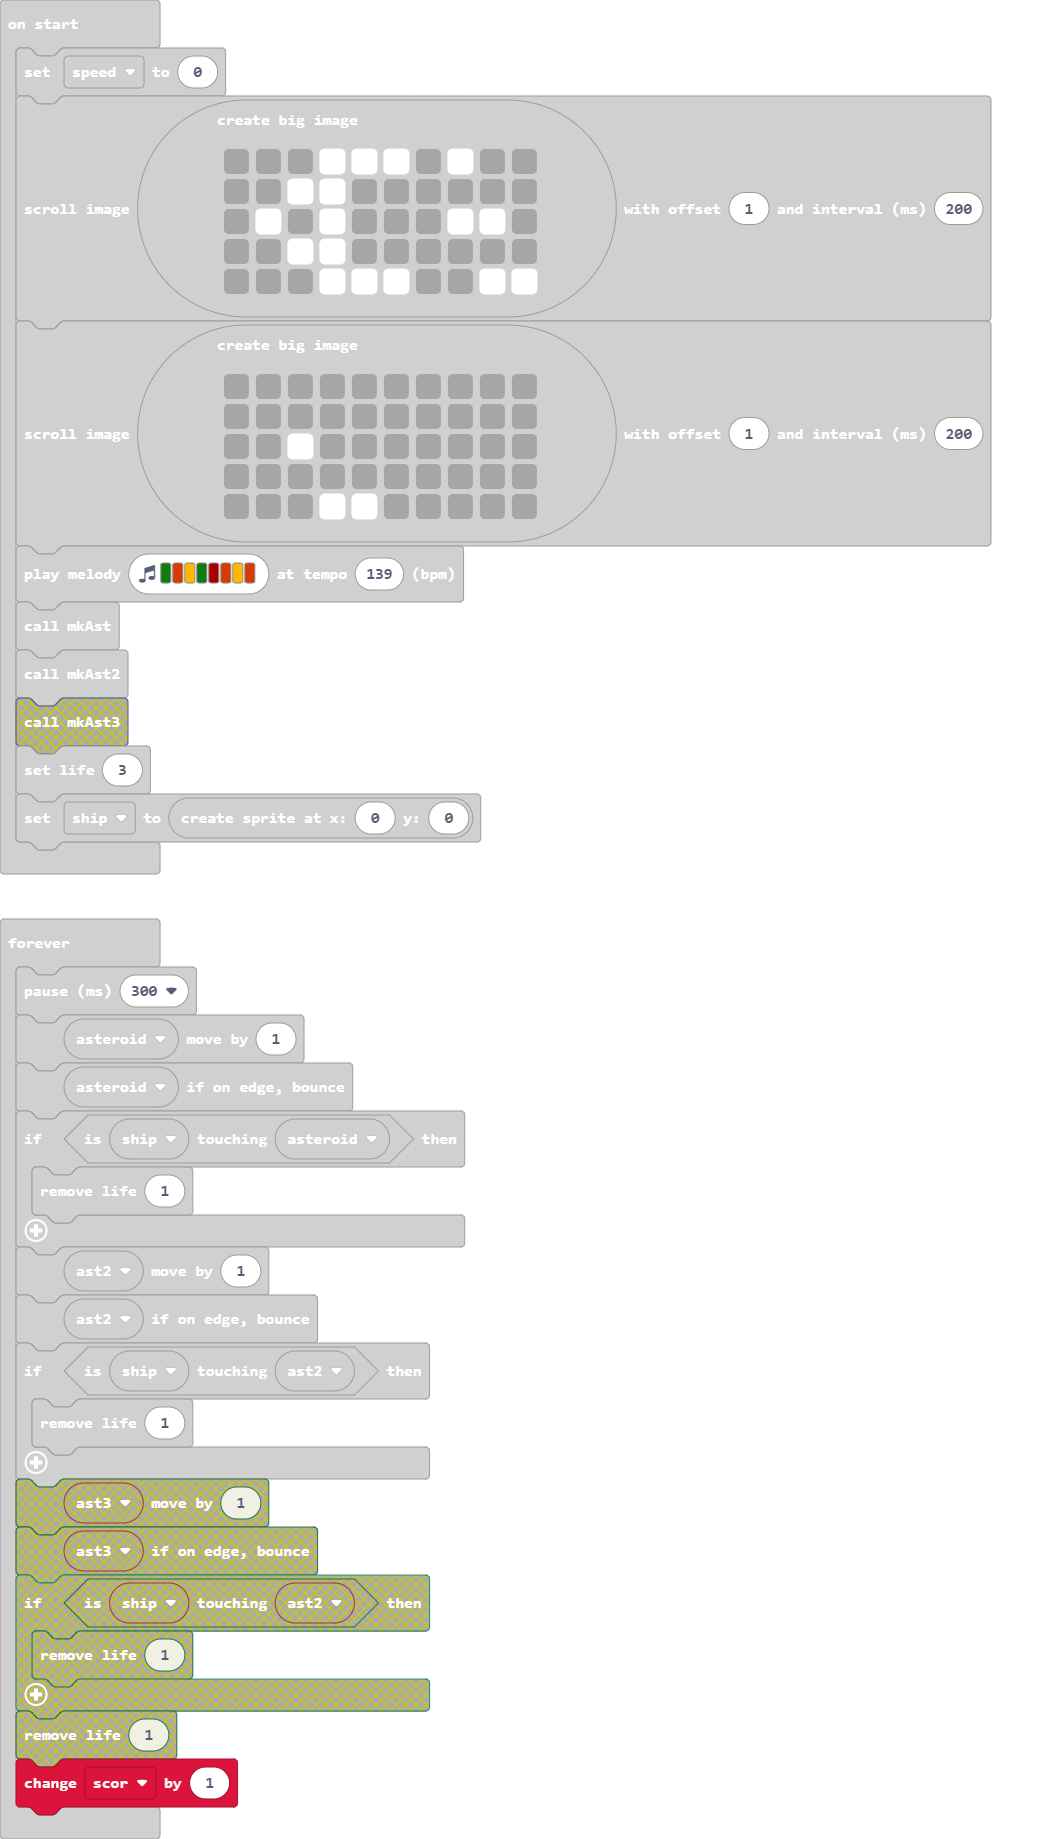 on start
set speed to 0
create big image
scroll image with offset 1 and interval (ms) 200
create big image
scroll image with offset 1 and interval (ms) 200
play melody at tempo 139 (bpm)
call mkAst
call mkAst2
call mkAst3
set life 3
set ship to create sprite at x: 0 y: 0
forever
pause (ms) 300
asteroid move by 1
asteroid if on edge, bounce
if is ship touching asteroid then
remove life 1
ast2 move by 1
ast2 if on edge, bounce
if is ship touching ast2 then
remove life 1
ast3 move by 1
ast3 if on edge, bounce
if is ship touching ast2 then
remove life 1
remove life 1
change scor by 1